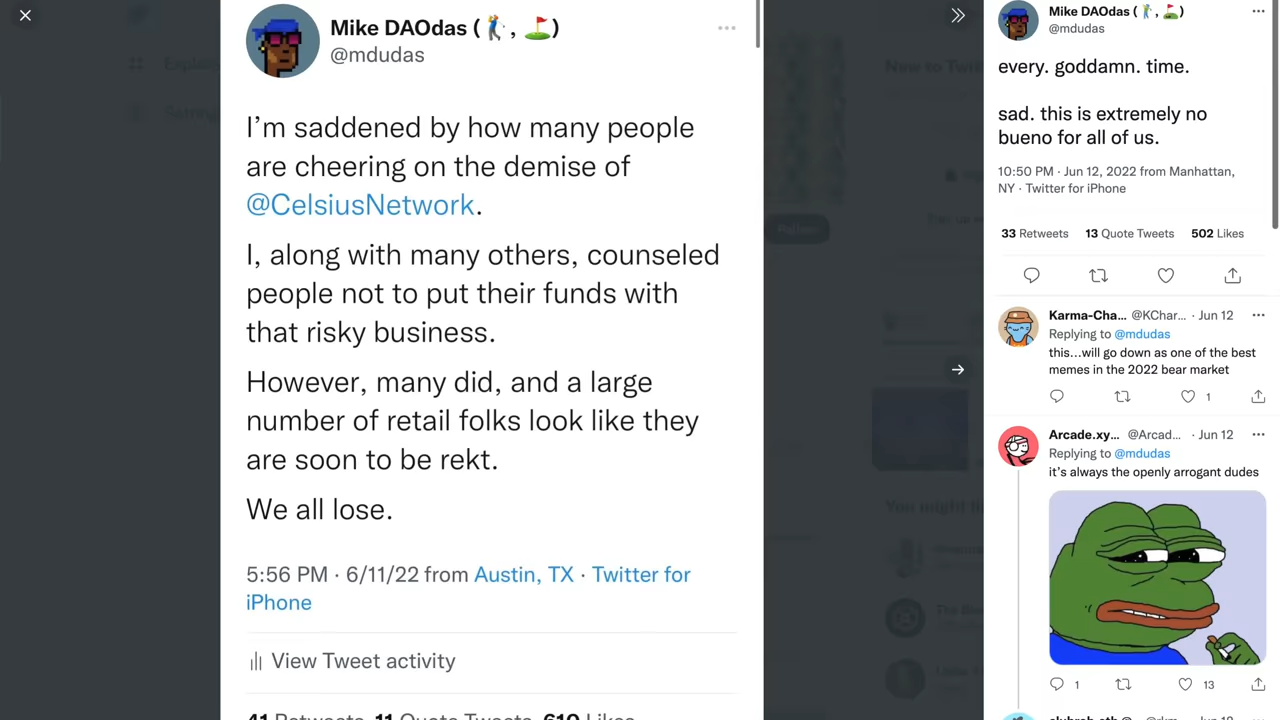 Mike DAOdas (🏌️, ⛳)
@mdudas
I’m saddened by how many people
are cheering on the demise of
@CelsiusNetwork.
I, along with many others, counseled
people not to put their funds with
that risky business.
However, many did, and a large
number of retail folks look like they
are soon to be rekt.
We all lose.
5:56 PM · 6/11/22 from Austin, TX · Twitter for
iPhone
View Tweet activity
41 Retweets 11 Quote Tweets 610 Likes
Mike DAOdas (🏌️, ⛳)
@mdudas
every. goddamn. time.
sad. this is extremely no
bueno for all of us.
10:50 PM · Jun 12, 2022 from Manhattan,
NY · Twitter for iPhone
33 Retweets 13 Quote Tweets 502 Likes
Karma-Cha... @KChar... · Jun 12
Replying to @mdudas
this...will go down as one of the best
memes in the 2022 bear market
1
Arcade.xy... @Arcad... · Jun 12
Replying to @mdudas
it’s always the openly arrogant dudes
1 13